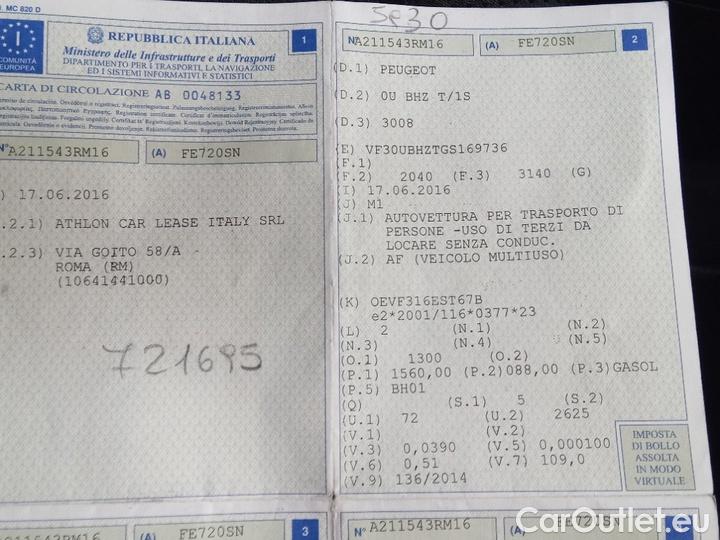 MC 820 D
I
COMUNITÀ
EUROPEA
REPUBBLICA ITALIANA
1
Ministero delle Infrastrutture e dei Trasporti
DIPARTIMENTO PER I TRASPORTI, LA NAVIGAZIONE
ED I SISTEMI INFORMATIVI E STATISTICI
CARTA DI CIRCOLAZIONE AB 0048133
N° A211543RM16 (A) FE720SN
) 17.06.2016
.2.1) ATHLON CAR LEASE ITALY SRL
.2.3) VIA GOITO 58/A
ROMA (RM)
(10641441000)
721695
5830
N° A211543RM16 (A) FE720SN 2
(D.1) PEUGEOT
(D.2) 0U BHZ T/1S
(D.3) 3008
(E) VF30UBHZTGS169736
(F.1)
(F.2) 2040 (F.3) 3140 (G)
(I) 17.06.2016
(J) M1
(J.1) AUTOVETTURA PER TRASPORTO DI
PERSONE -USO DI TERZI DA
LOCARE SENZA CONDUC.
(J.2) AF (VEICOLO MULTIUSO)
(K) OEVF316EST67B
e2*2001/116*0377*23
(L) 2 (N.1) (N.2)
(N.3) (N.4) (N.5)
(O.1) 1300 (O.2)
(P.1) 1560,00 (P.2)088,00 (P.3)GASOL
(P.5) BH01
(Q) (S.1) 5 (S.2)
(U.1) 72 (U.2) 2625
(V.1) (V.2)
(V.3) 0,0390 (V.5) 0,000100
(V.6) 0,51 (V.7) 109,0
(V.9) 136/2014
IMPOSTA
DI BOLLO
ASSOLTA
IN MODO
VIRTUALE
(A) FE720SN 3
N° A211543RM16 (A) FE720SN
CarOutlet.eu